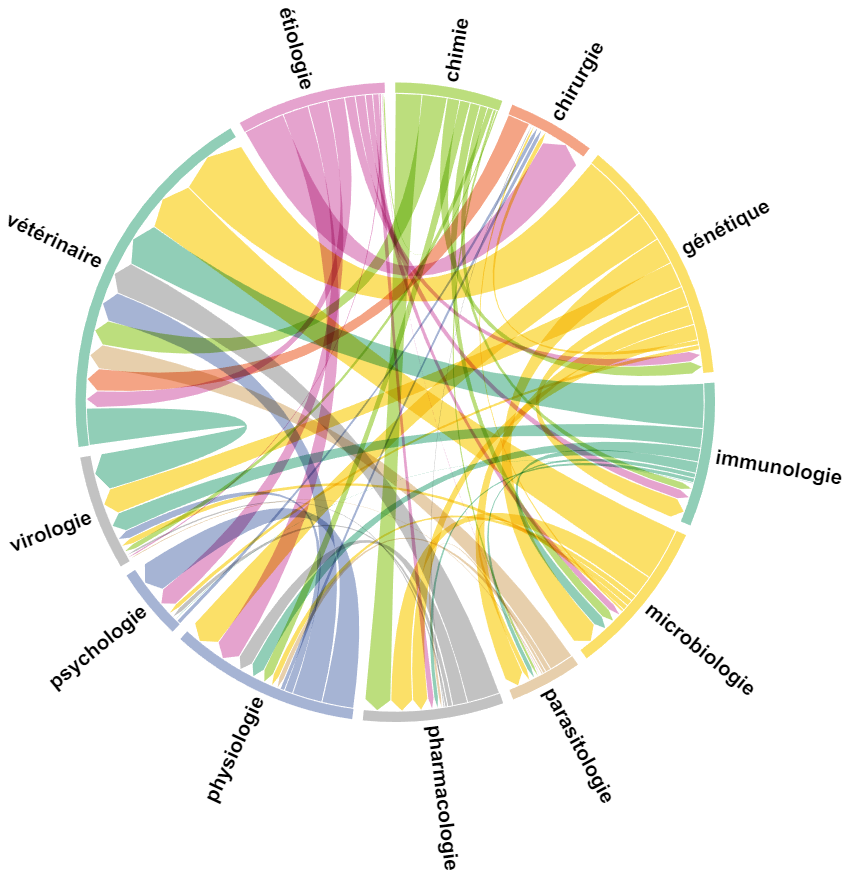 étiologie
chimie
chirurgie
génétique
immunologie
microbiologie
parasitologie
pharmacologie
physiologie
psychologie
virologie
vétérinaire